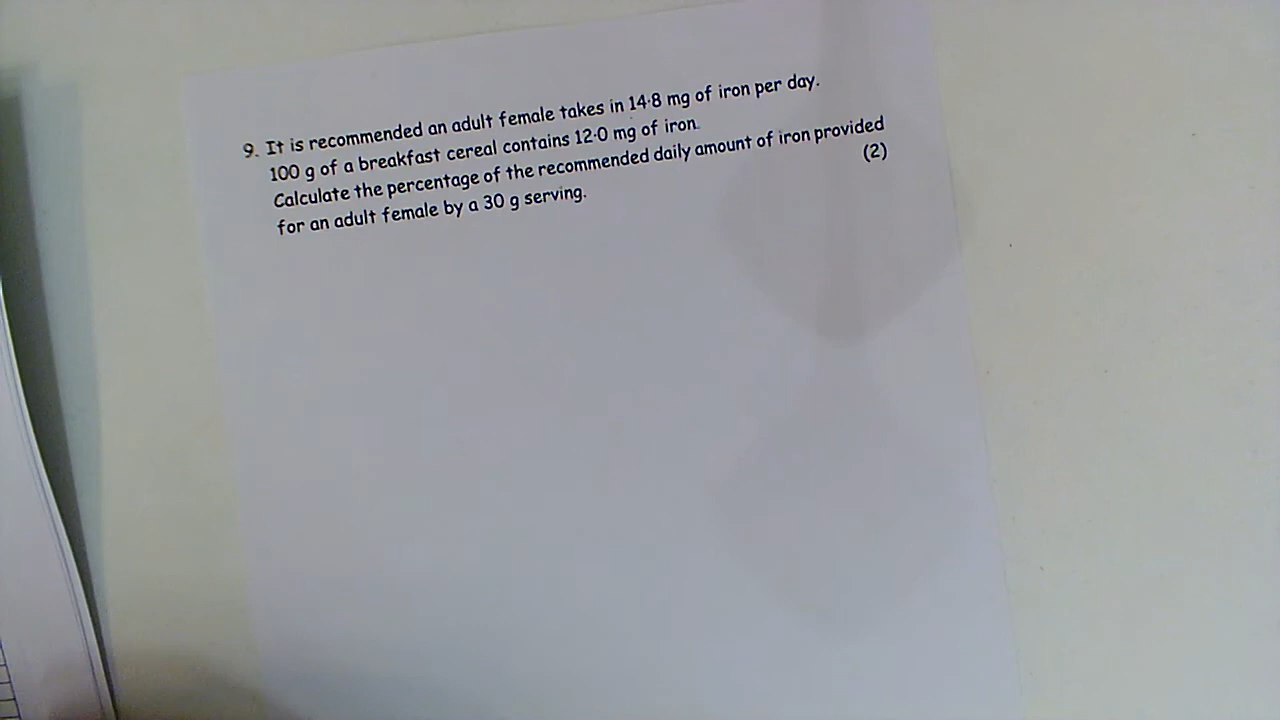 9. It is recommended an adult female takes in 14·8 mg of iron per day.
100 g of a breakfast cereal contains 12·0 mg of iron.
Calculate the percentage of the recommended daily amount of iron provided
for an adult female by a 30 g serving. (2)